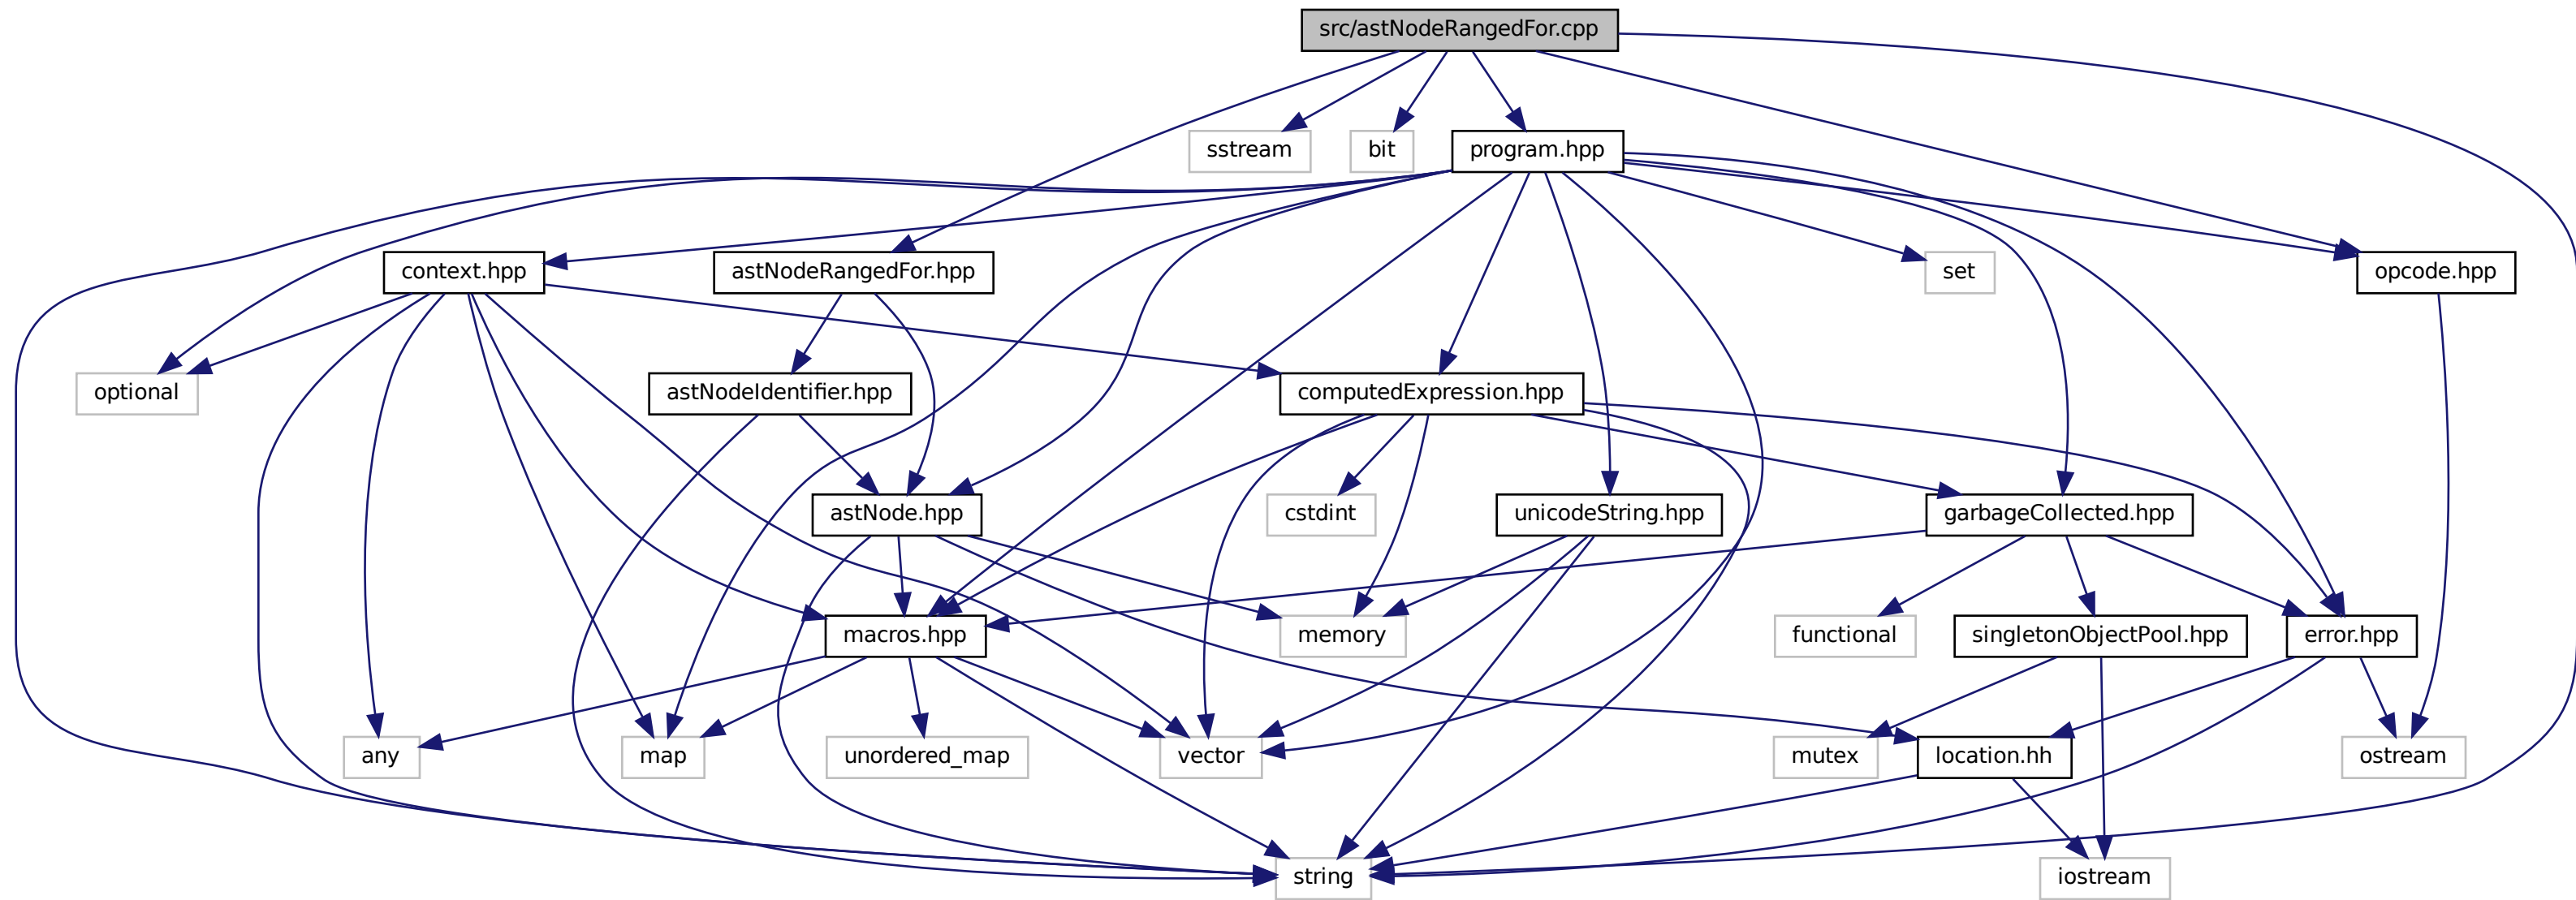 src/astNodeRangedFor.cpp
sstream
bit
program.hpp
context.hpp
astNodeRangedFor.hpp
set
opcode.hpp
optional
astNodeIdentifier.hpp
computedExpression.hpp
astNode.hpp
cstdint
unicodeString.hpp
garbageCollected.hpp
macros.hpp
memory
functional
singletonObjectPool.hpp
error.hpp
any
map
unordered_map
vector
mutex
location.hh
ostream
string
iostream